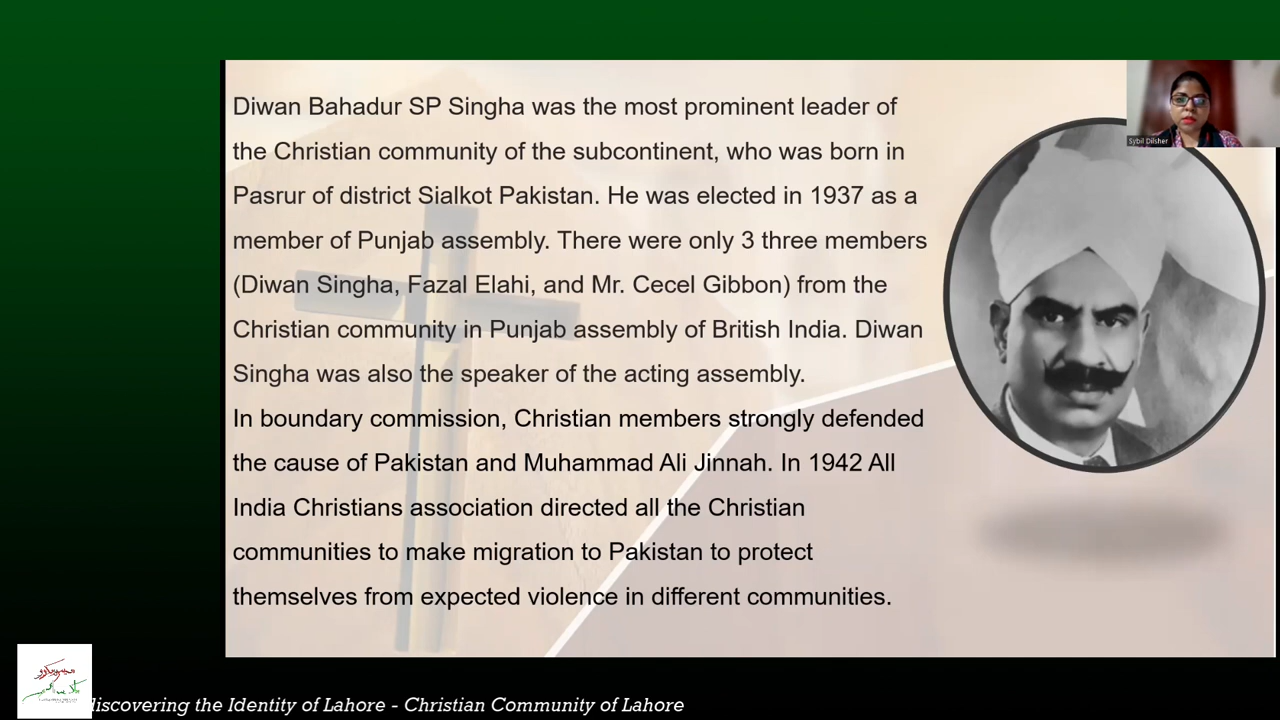 Diwan Bahadur SP Singha was the most prominent leader of
the Christian community of the subcontinent, who was born in
Pasrur of district Sialkot Pakistan. He was elected in 1937 as a
member of Punjab assembly. There were only 3 three members
(Diwan Singha, Fazal Elahi, and Mr. Cecel Gibbon) from the
Christian community in Punjab assembly of British India. Diwan
Singha was also the speaker of the acting assembly.
In boundary commission, Christian members strongly defended
the cause of Pakistan and Muhammad Ali Jinnah. In 1942 All
India Christians association directed all the Christian
communities to make migration to Pakistan to protect
themselves from expected violence in different communities.
Sybil Dilsher
discovering the Identity of Lahore - Christian Community of Lahore